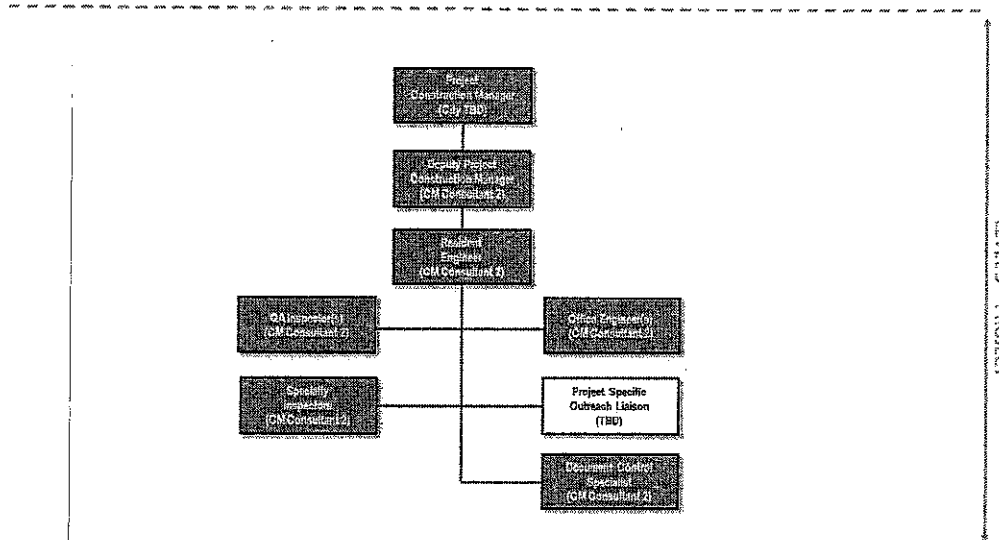 Project
Construction Manager
(City TBD)
Deputy Project
Construction Manager
(CM Consultant 2)
Resident
Engineer
(CM Consultant 2)
QA Inspector(s)
(CM Consultant 2)
Office Engineer(s)
(CM Consultant 2)
Specialty
(CM Consultant 2)
Project Specific
Outreach Liaison
(TBD)
Document Control
Specialist
(CM Consultant 2)